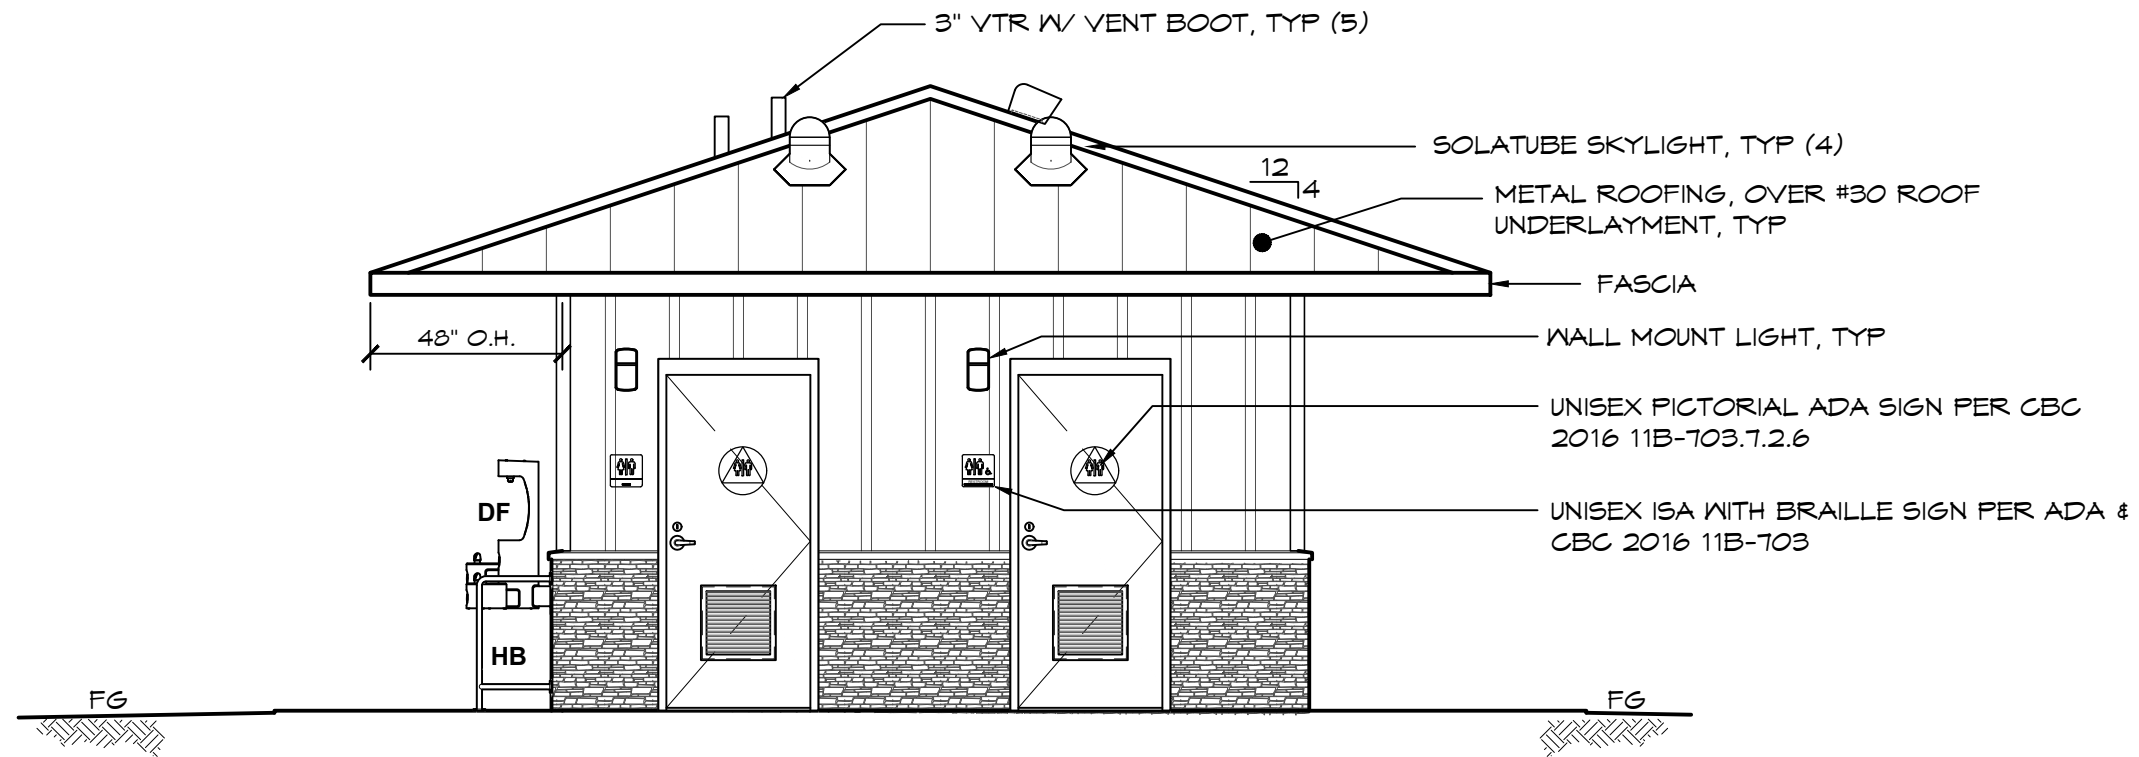 3" VTR W/ VENT BOOT, TYP (5)
SOLATUBE SKYLIGHT, TYP (4)
12
4
METAL ROOFING, OVER #30 ROOF
UNDERLAYMENT, TYP
FASCIA
48" O.H.
WALL MOUNT LIGHT, TYP
UNISEX PICTORIAL ADA SIGN PER CBC
2016 11B-703.7.2.6
DF
UNISEX ISA WITH BRAILLE SIGN PER ADA &
CBC 2016 11B-703
HB
FG
FG